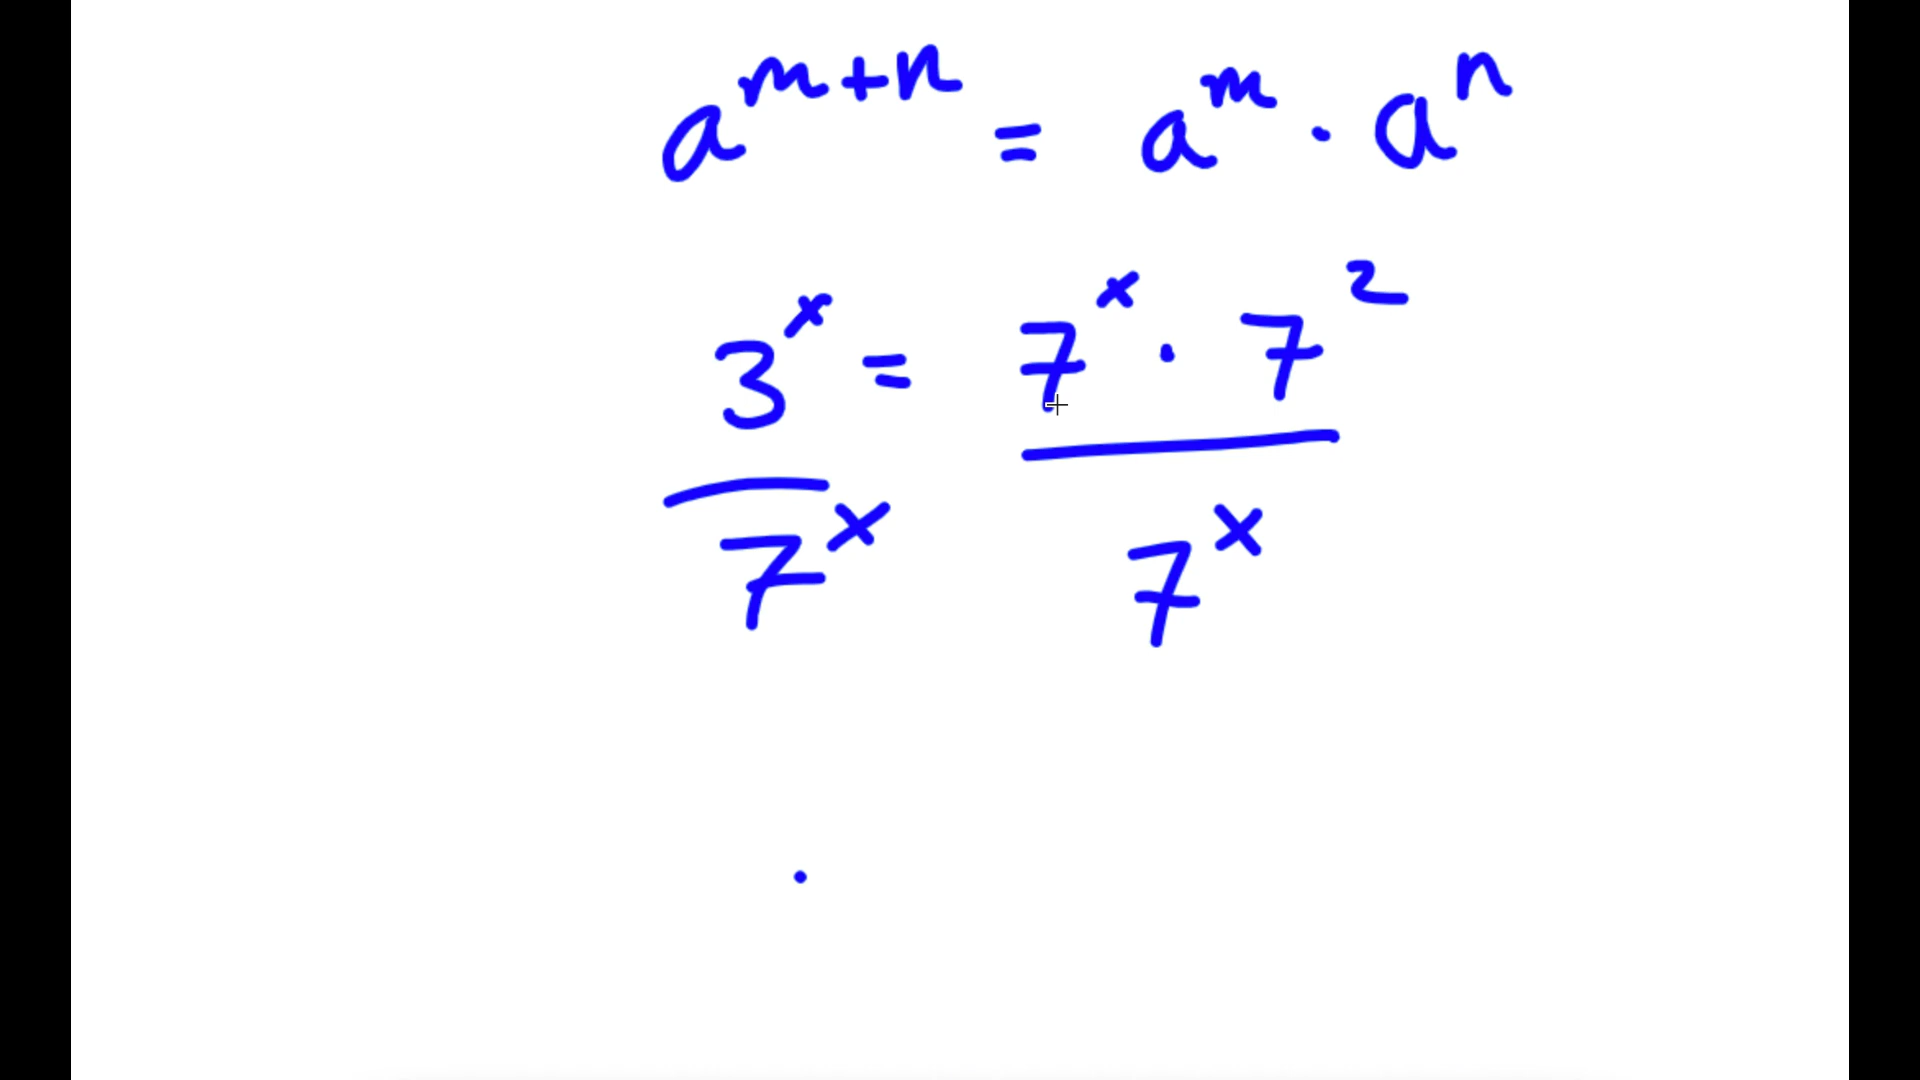 a^{m+n} = a^m · a^n
3^x = 7^x · 7^2
7^x 7^x